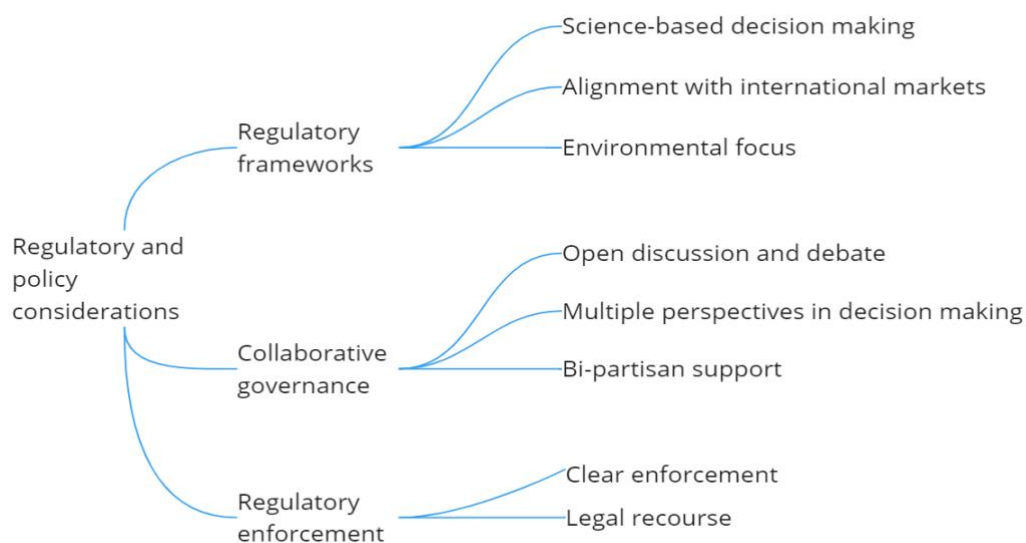 Regulatory and
policy
considerations
Regulatory
frameworks
Science-based decision making
Alignment with international markets
Environmental focus
Collaborative
governance
Open discussion and debate
Multiple perspectives in decision making
Bi-partisan support
Regulatory
enforcement
Clear enforcement
Legal recourse